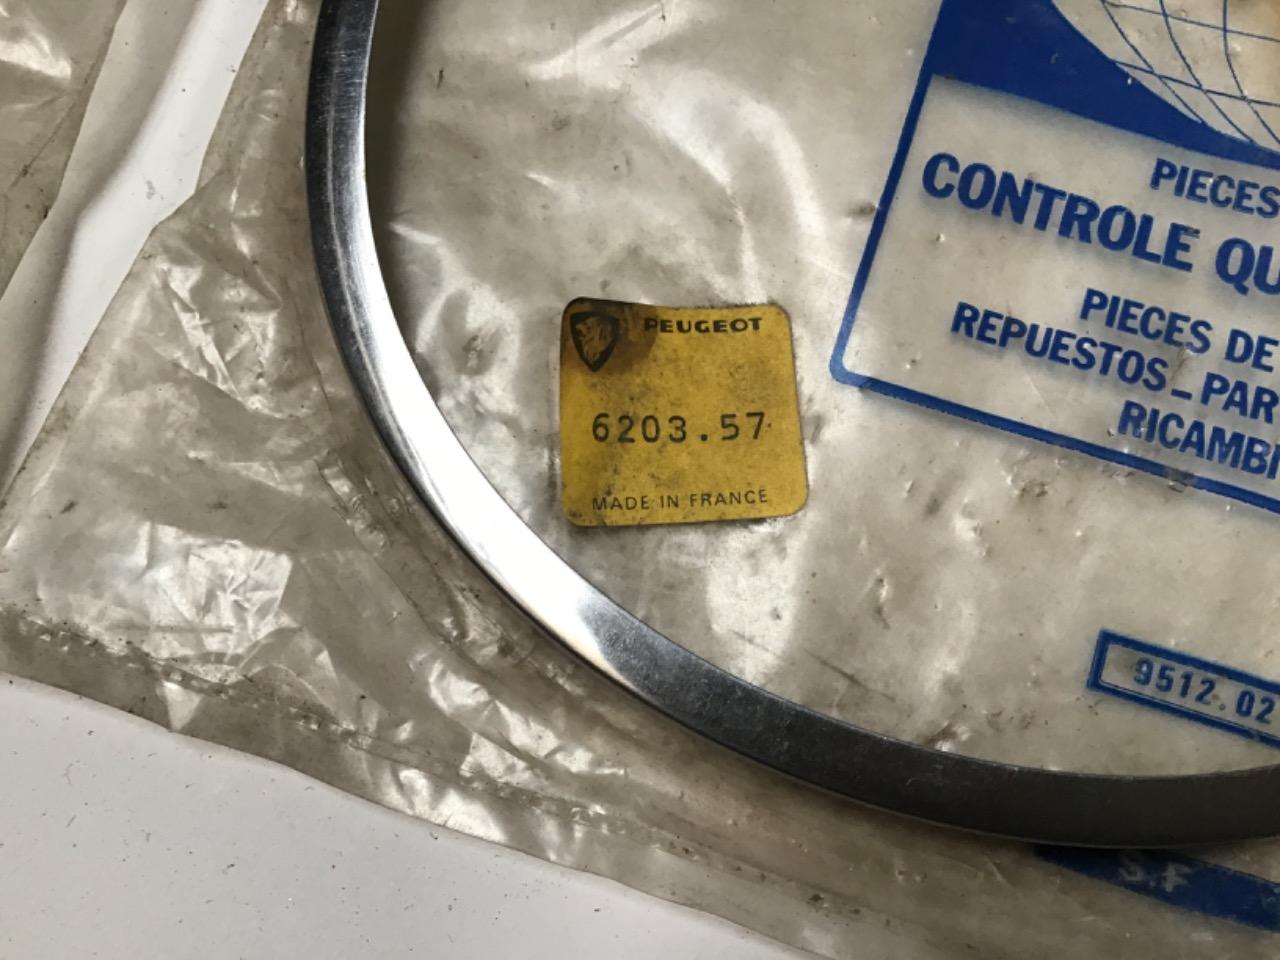 PIECES
CONTROLE QU
PIECES DE
REPUESTOS_PAR
RICAMBI
PEUGEOT
6203.57
MADE IN FRANCE
9512.02
S.F